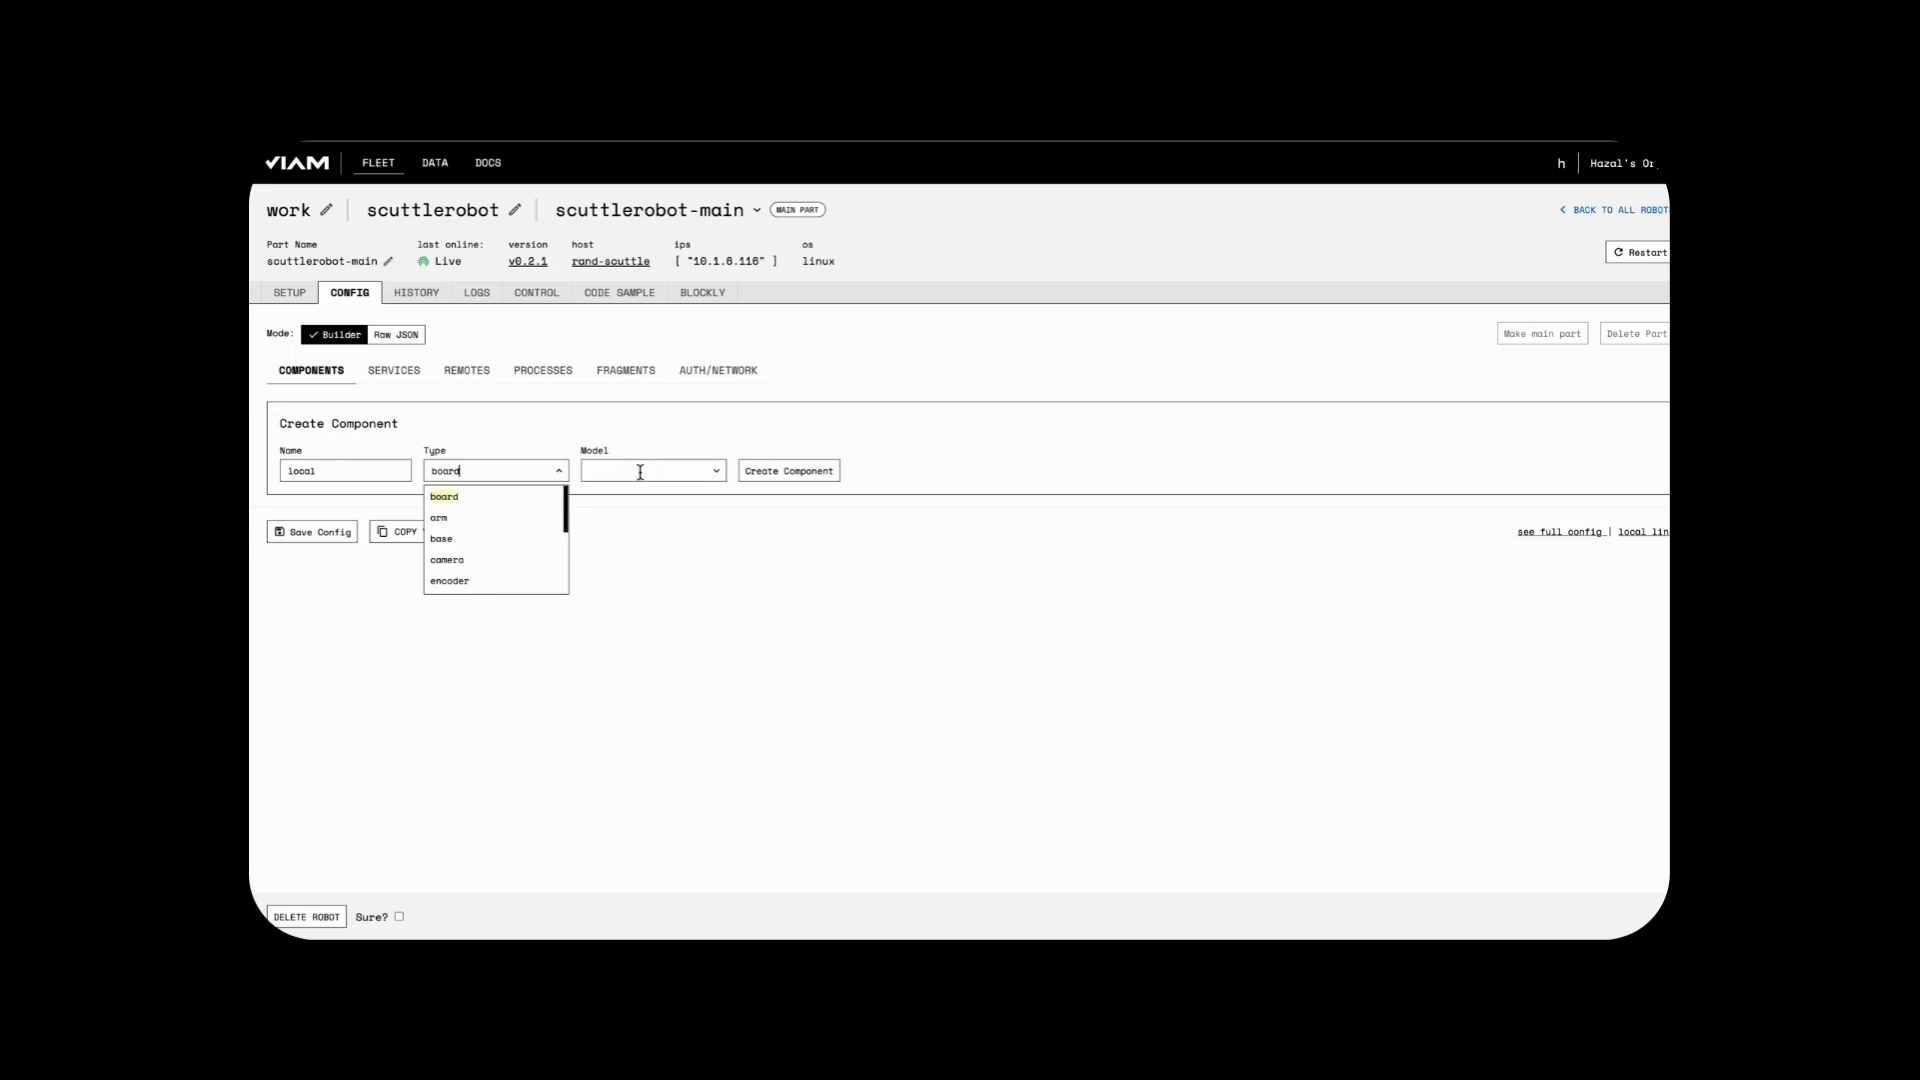 VIAM FLEET DATA DOCS h Hazal's Or
work scuttlerobot scuttlerobot-main MAIN PART BACK TO ALL ROBOTS
Part Name last online: version host ips os
scuttlerobot-main Live v0.2.1 rand-scuttle [ "10.1.6.116" ] linux
Restart
SETUP CONFIG HISTORY LOGS CONTROL CODE SAMPLE BLOCKLY
Mode: Builder Raw JSON Make main part Delete Part
COMPONENTS SERVICES REMOTES PROCESSES FRAGMENTS AUTH/NETWORK
Create Component
Name Type Model
local board Create Component
board
arm
base
camera
encoder
Save Config COPY see full config | local lin
DELETE ROBOT Sure?